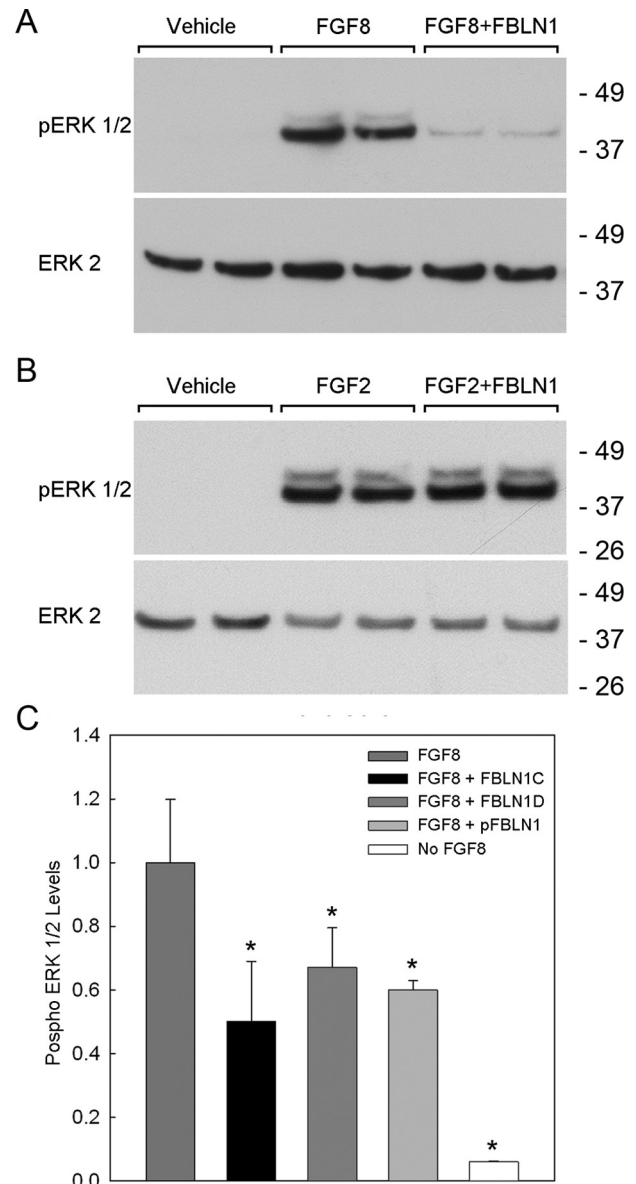 A
Vehicle FGF8 FGF8+FBLN1
pERK 1/2
- 49
- 37
ERK 2
- 49
- 37
B
Vehicle FGF2 FGF2+FBLN1
pERK 1/2
- 49
- 37
- 26
ERK 2
- 49
- 37
- 26
C
1.4
1.2
1.0
0.8
0.6
0.4
0.2
0.0
Pospho ERK 1/2 Levels
FGF8
FGF8 + FBLN1C
FGF8 + FBLN1D
FGF8 + pFBLN1
No FGF8
* * * *